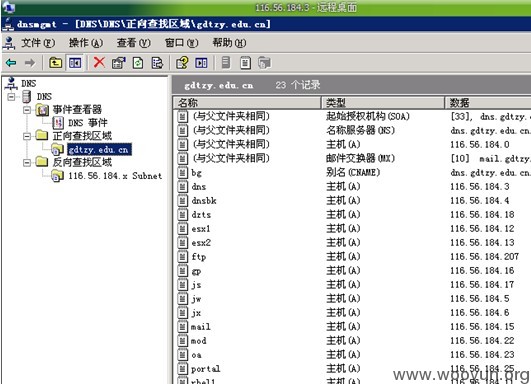 116.56.184.3 - 远程桌面
dnsmgmt - [DNS\DNS\正向查找区域\gdtzy.edu.cn]
文件(F) 操作(A) 查看(V) 窗口(W) 帮助(H)
DNS
DNS
事件查看器
DNS 事件
正向查找区域
gdtzy.edu.cn
反向查找区域
116.56.184.x Subnet
gdtzy.edu.cn 23 个记录
名称 类型 数据
(与父文件夹相同) 起始授权机构(SOA) [33], dns.gdtzy.
(与父文件夹相同) 名称服务器(NS) dns.gdtzy.edu.cn.
(与父文件夹相同) 主机(A) 116.56.184.0
(与父文件夹相同) 邮件交换器(MX) [10] mail.gdtzy.e
bg 别名(CNAME) dns.gdtzy.edu.cn.
dns 主机(A) 116.56.184.3
dnsbk 主机(A) 116.56.184.4
dzts 主机(A) 116.56.184.18
esx1 主机(A) 116.56.184.12
esx2 主机(A) 116.56.184.13
ftp 主机(A) 116.56.184.207
gp 主机(A) 116.56.184.16
js 主机(A) 116.56.184.17
jw 主机(A) 116.56.184.5
jx 主机(A) 116.56.184.6
mail 主机(A) 116.56.184.15
mod 主机(A) 116.56.184.22
oa 主机(A) 116.56.184.23
portal 主机(A) 116.56.184.25
www.wooyun.org